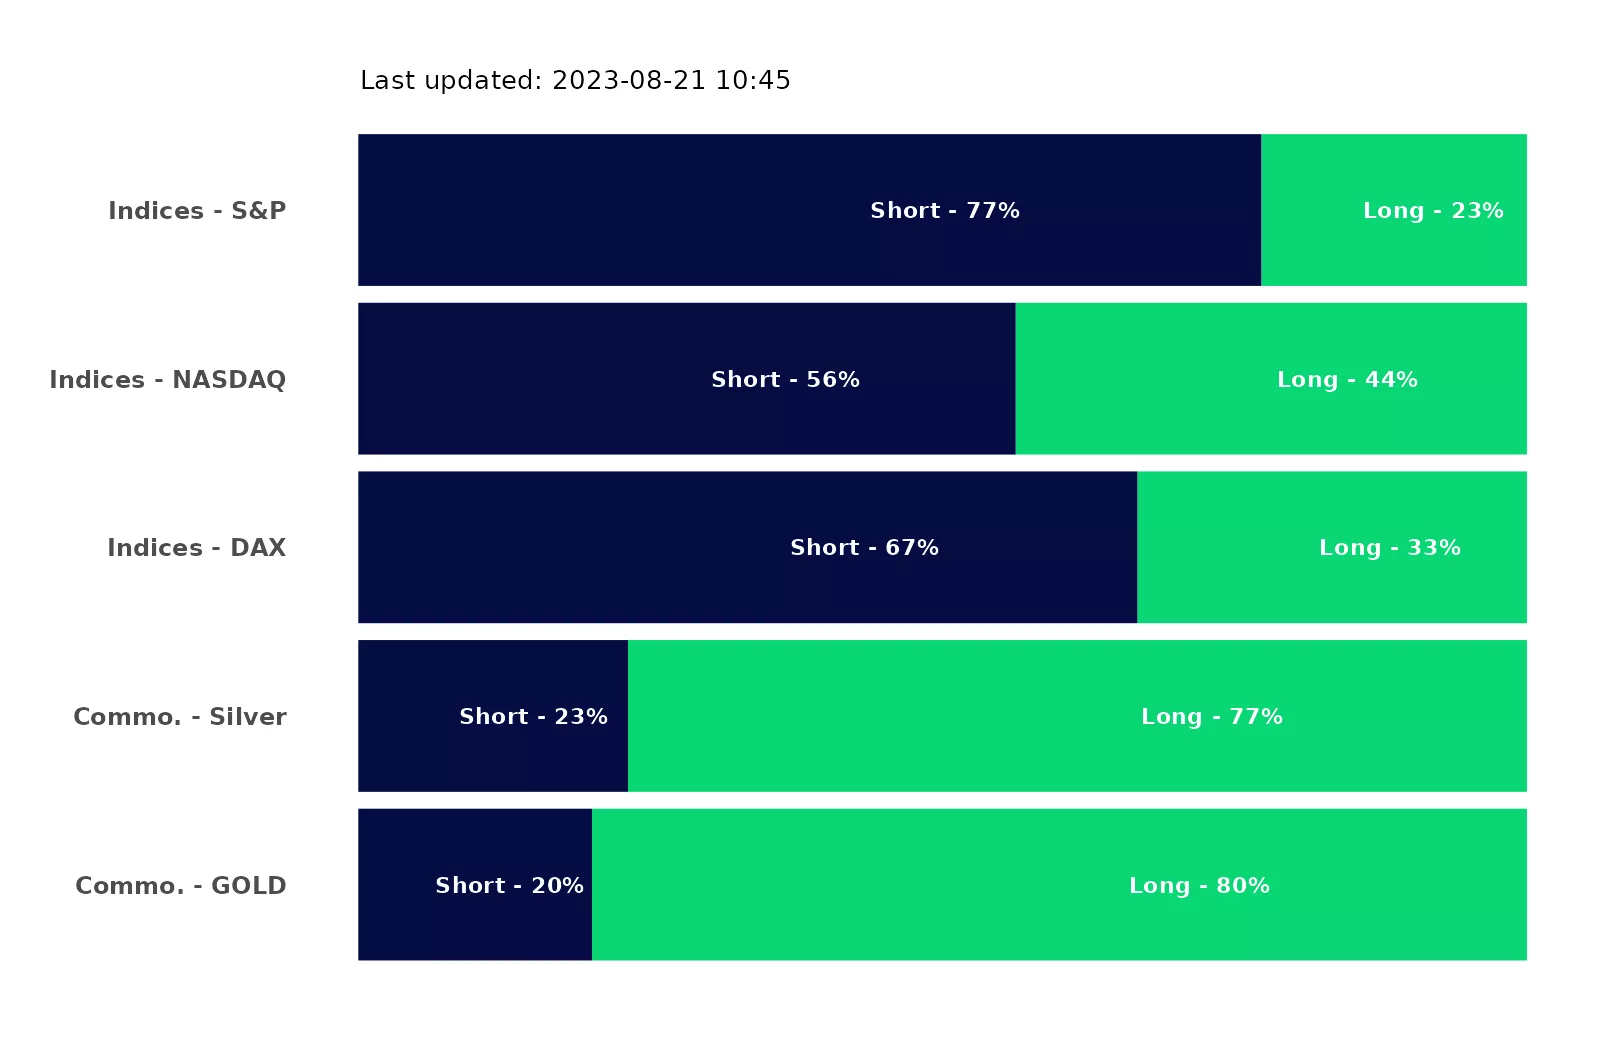 Last updated: 2023-08-21 10:45
Indices - S&P Short - 77% Long - 23%
Indices - NASDAQ Short - 56% Long - 44%
Indices - DAX Short - 67% Long - 33%
Commo. - Silver Short - 23% Long - 77%
Commo. - GOLD Short - 20% Long - 80%